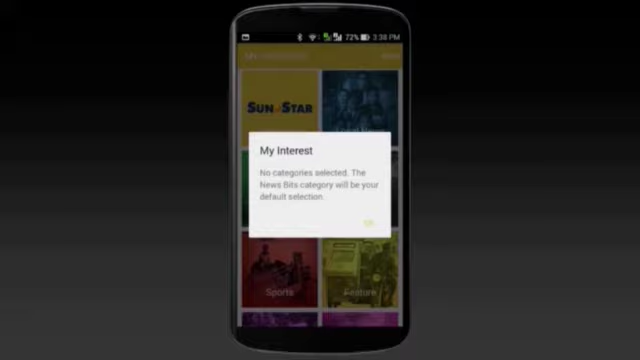 72% 3:38 PM
SUN STAR
My Interest
No categories selected. The
News Bits category will be your
default selection.
OK
Sports
Feature